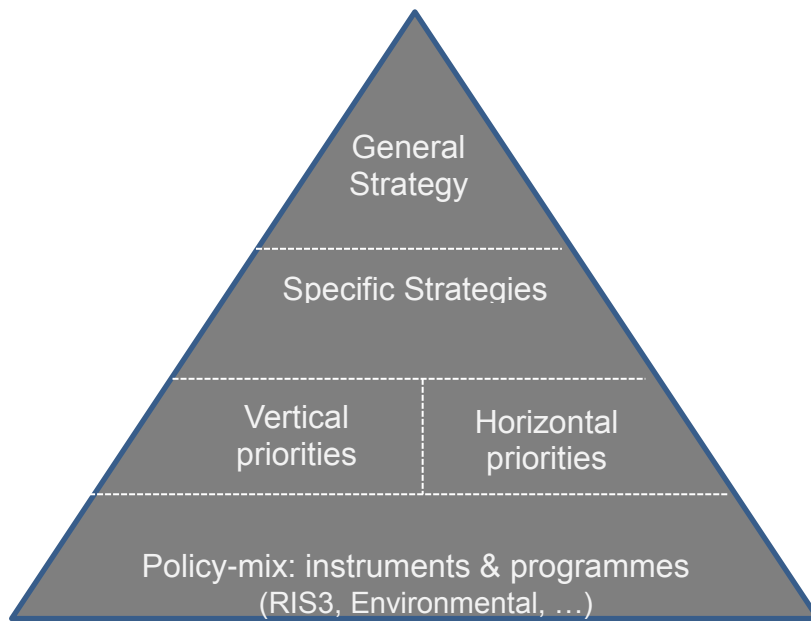 General
Strategy
Specific Strategies
Vertical
priorities
Horizontal
priorities
Policy-mix: instruments & programmes
(RIS3, Environmental, …)